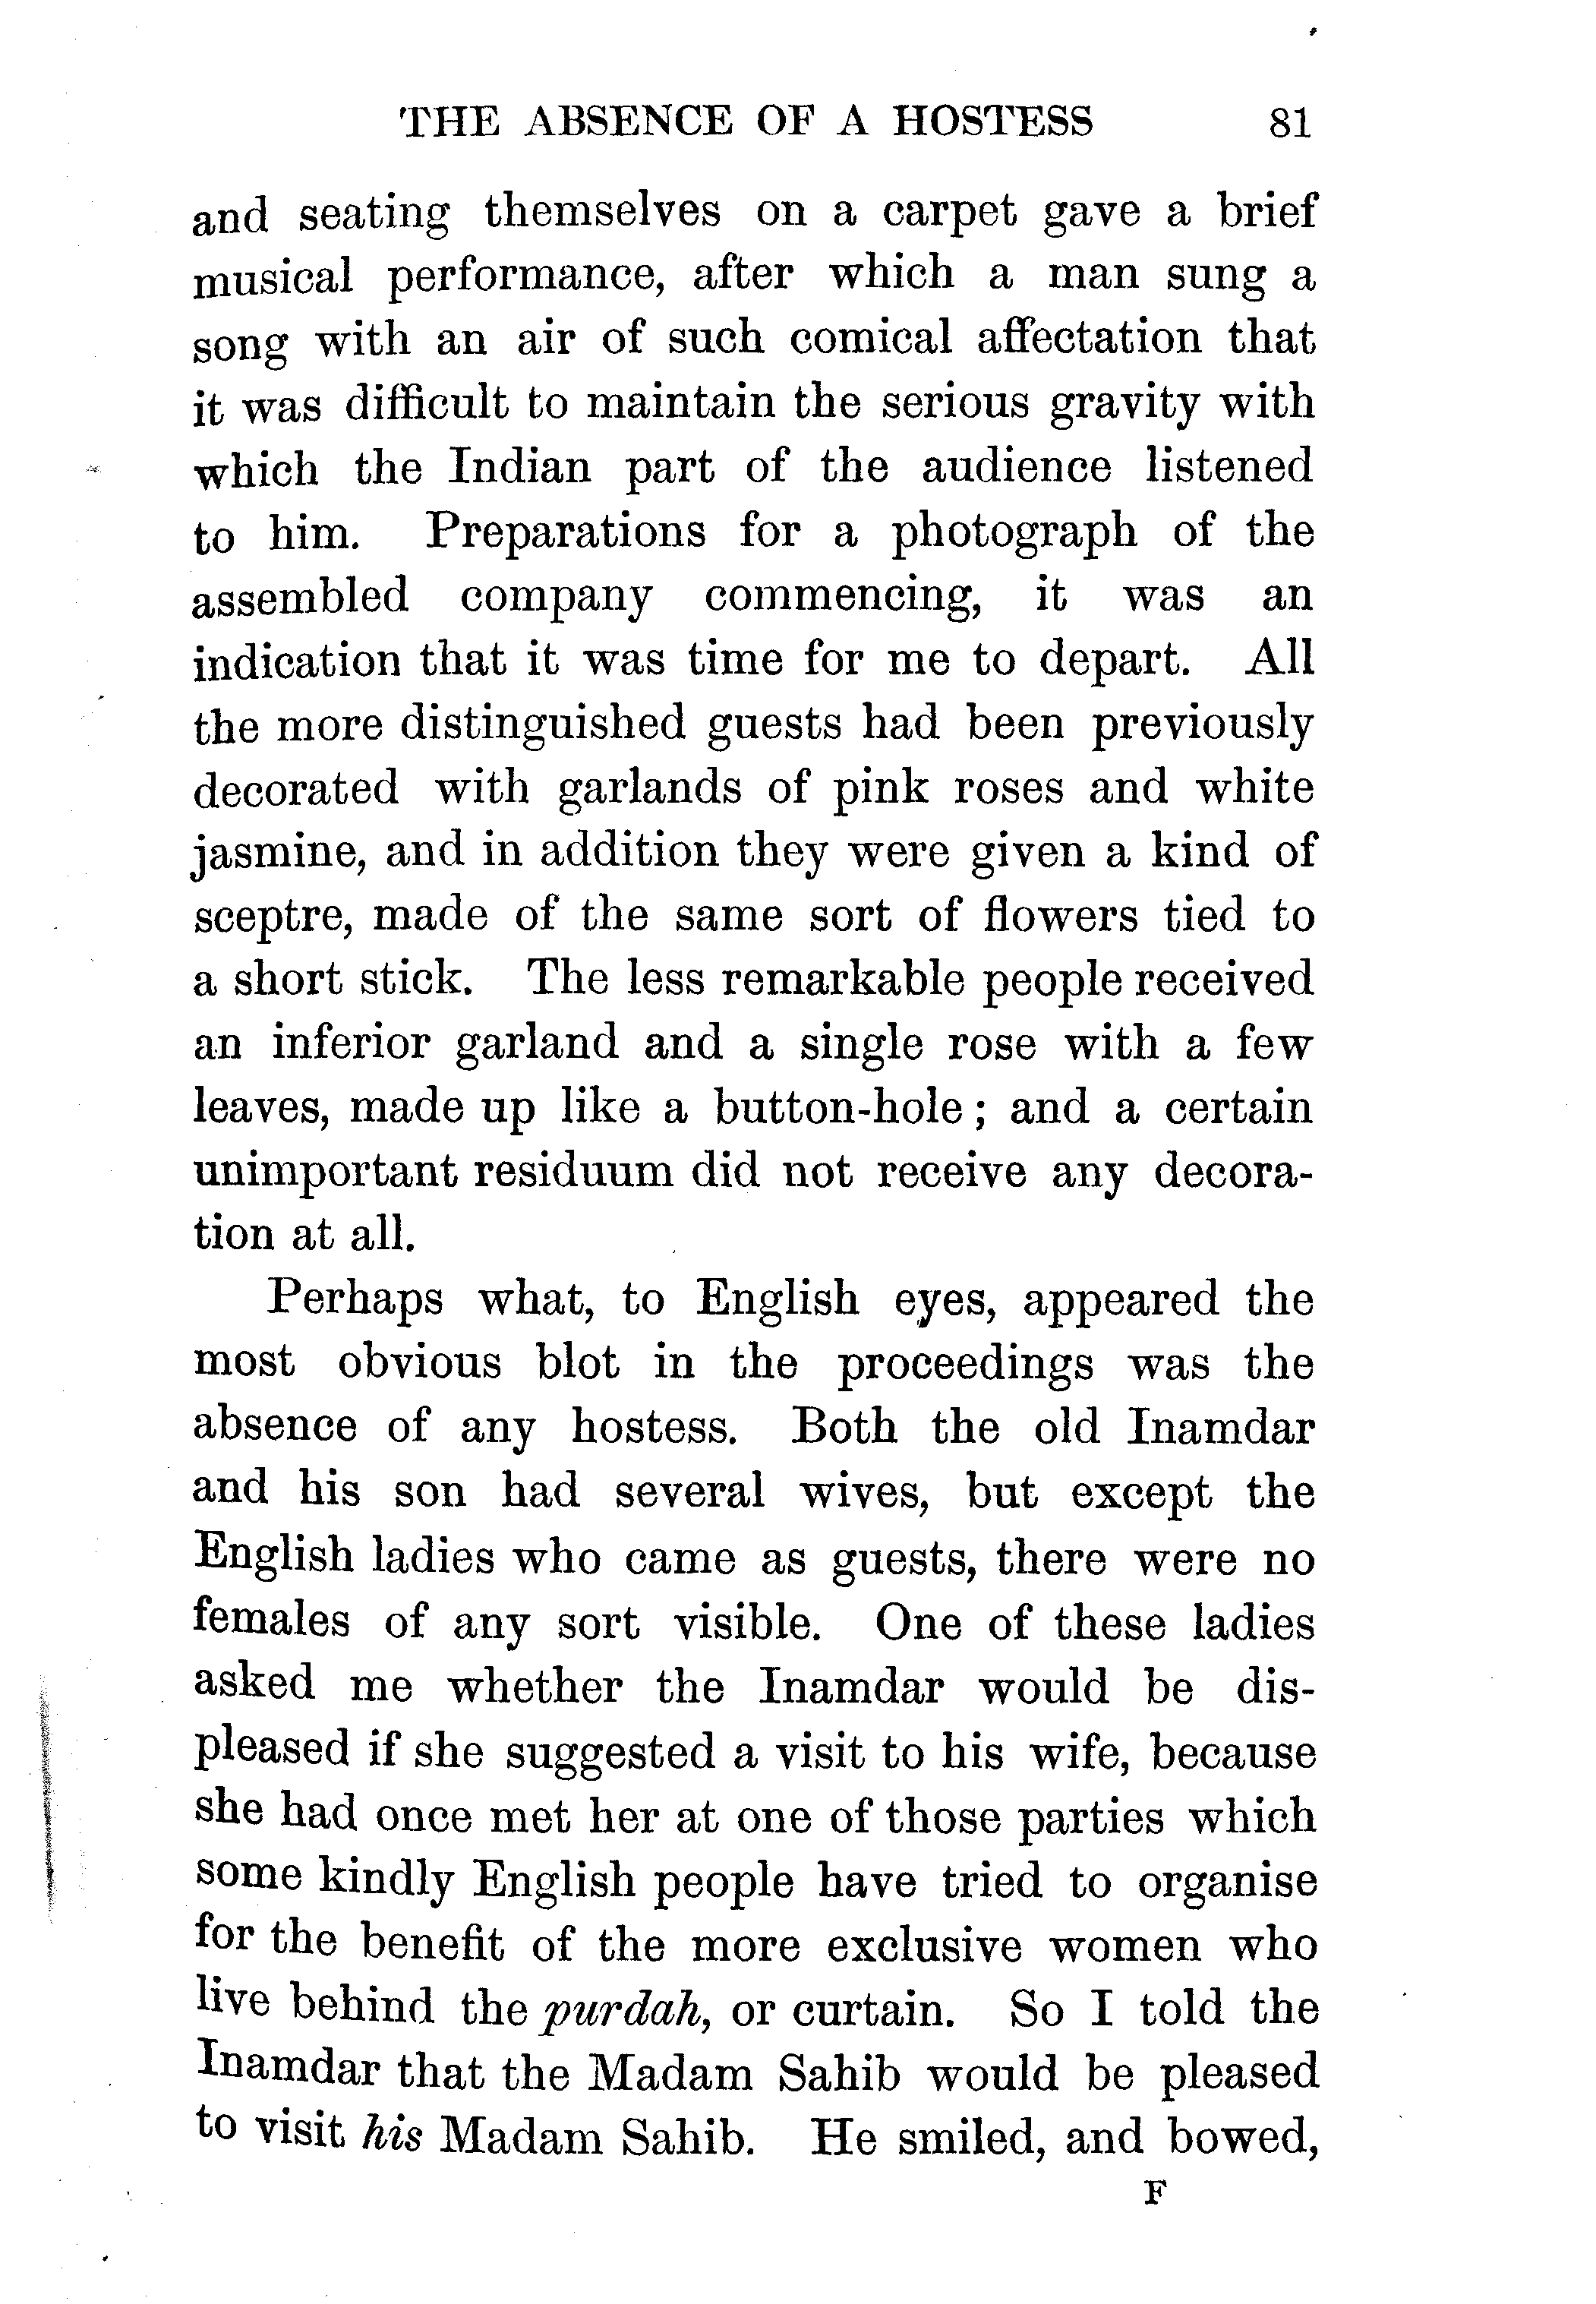 THE ABSENCE OF A HOSTESS 81
and seating themselves on a carpet gave a brief
musical performance, after which a man sung a
song with an air of such comical affectation that
it was difficult to maintain the serious gravity with
which the Indian part of the audience listened
to him. Preparations for a photograph of the
assembled company commencing, it was an
indication that it was time for me to depart. All
the more distinguished guests had been previously
decorated with garlands of pink roses and white
jasmine, and in addition they were given a kind of
sceptre, made of the same sort of flowers tied to
a short stick. The less remarkable people received
an inferior garland and a single rose with a few
leaves, made up like a button-hole; and a certain
unimportant residuum did not receive any decora-
tion at all.
Perhaps what, to English eyes, appeared the
most obvious blot in the proceedings was the
absence of any hostess. Both the old Inamdar
and his son had several wives, but except the
English ladies who came as guests, there were no
females of any sort visible. One of these ladies
asked me whether the Inamdar would be dis-
pleased if she suggested a visit to his wife, because
she had once met her at one of those parties which
some kindly English people have tried to organise
for the benefit of the more exclusive women who
live behind the purdah, or curtain. So I told the
Inamdar that the Madam Sahib would be pleased
to visit his Madam Sahib. He smiled, and bowed,
F